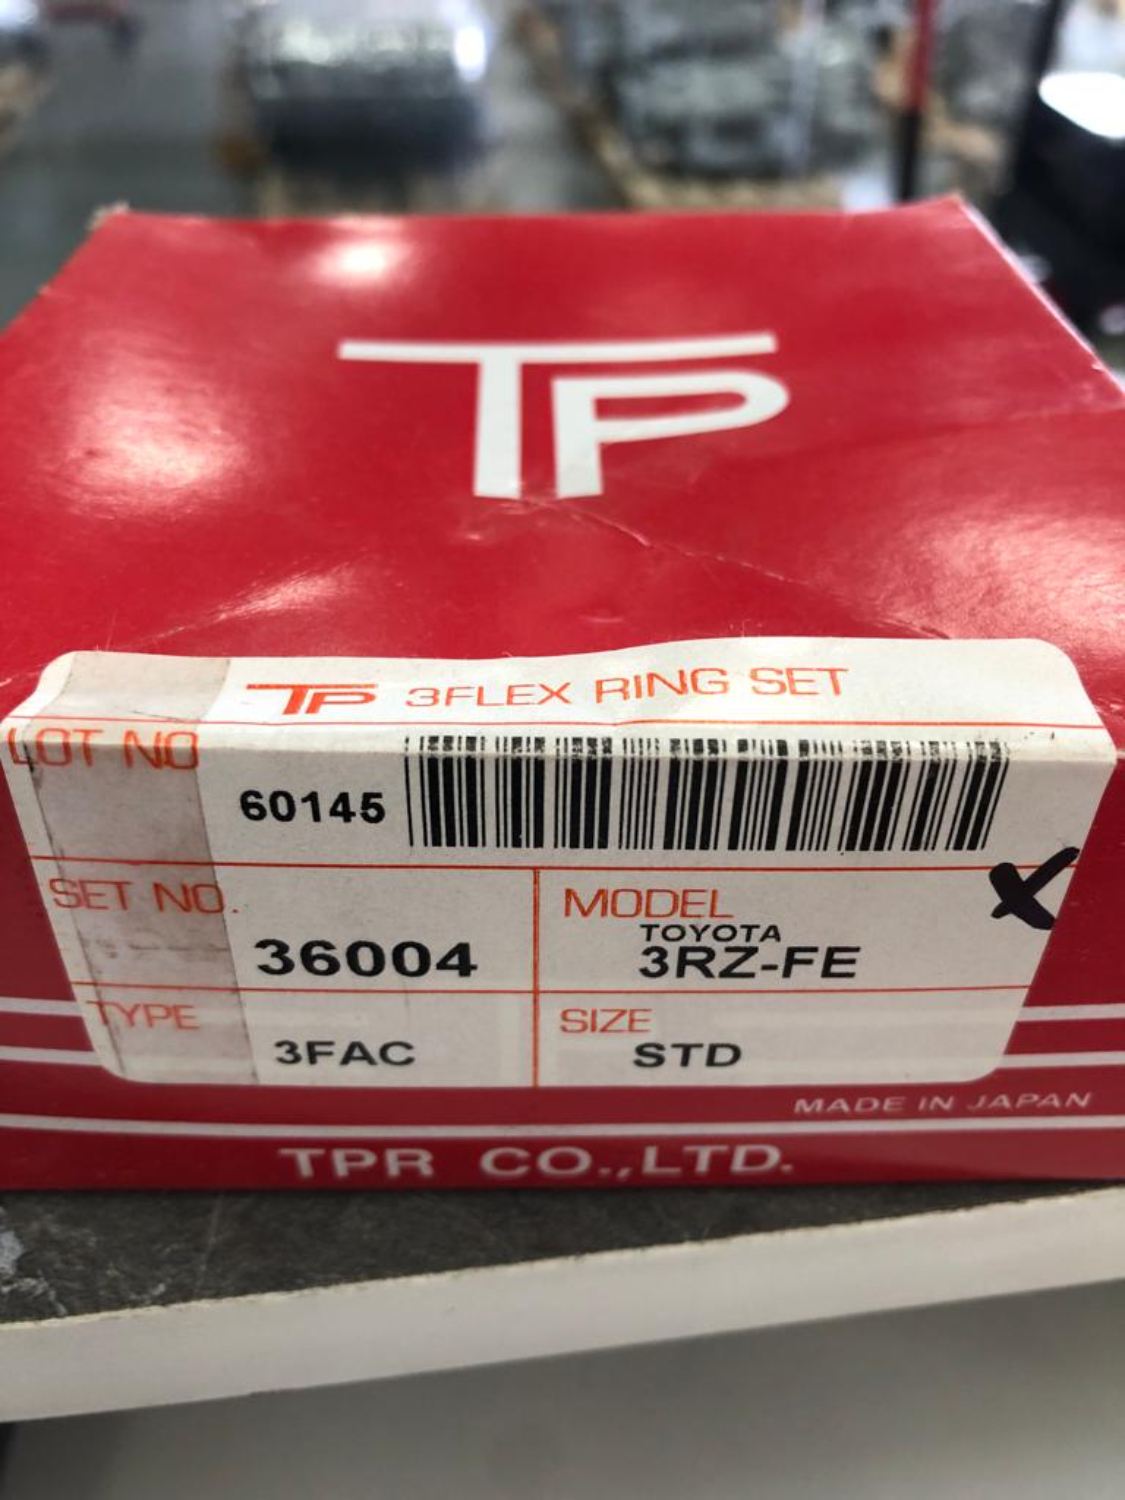 TP
TP 3FLEX RING SET
LOT NO
60145
SET NO.
36004
MODEL
TOYOTA
3RZ-FE
TYPE
3FAC
SIZE
STD
MADE IN JAPAN
TPR CO.,LTD.